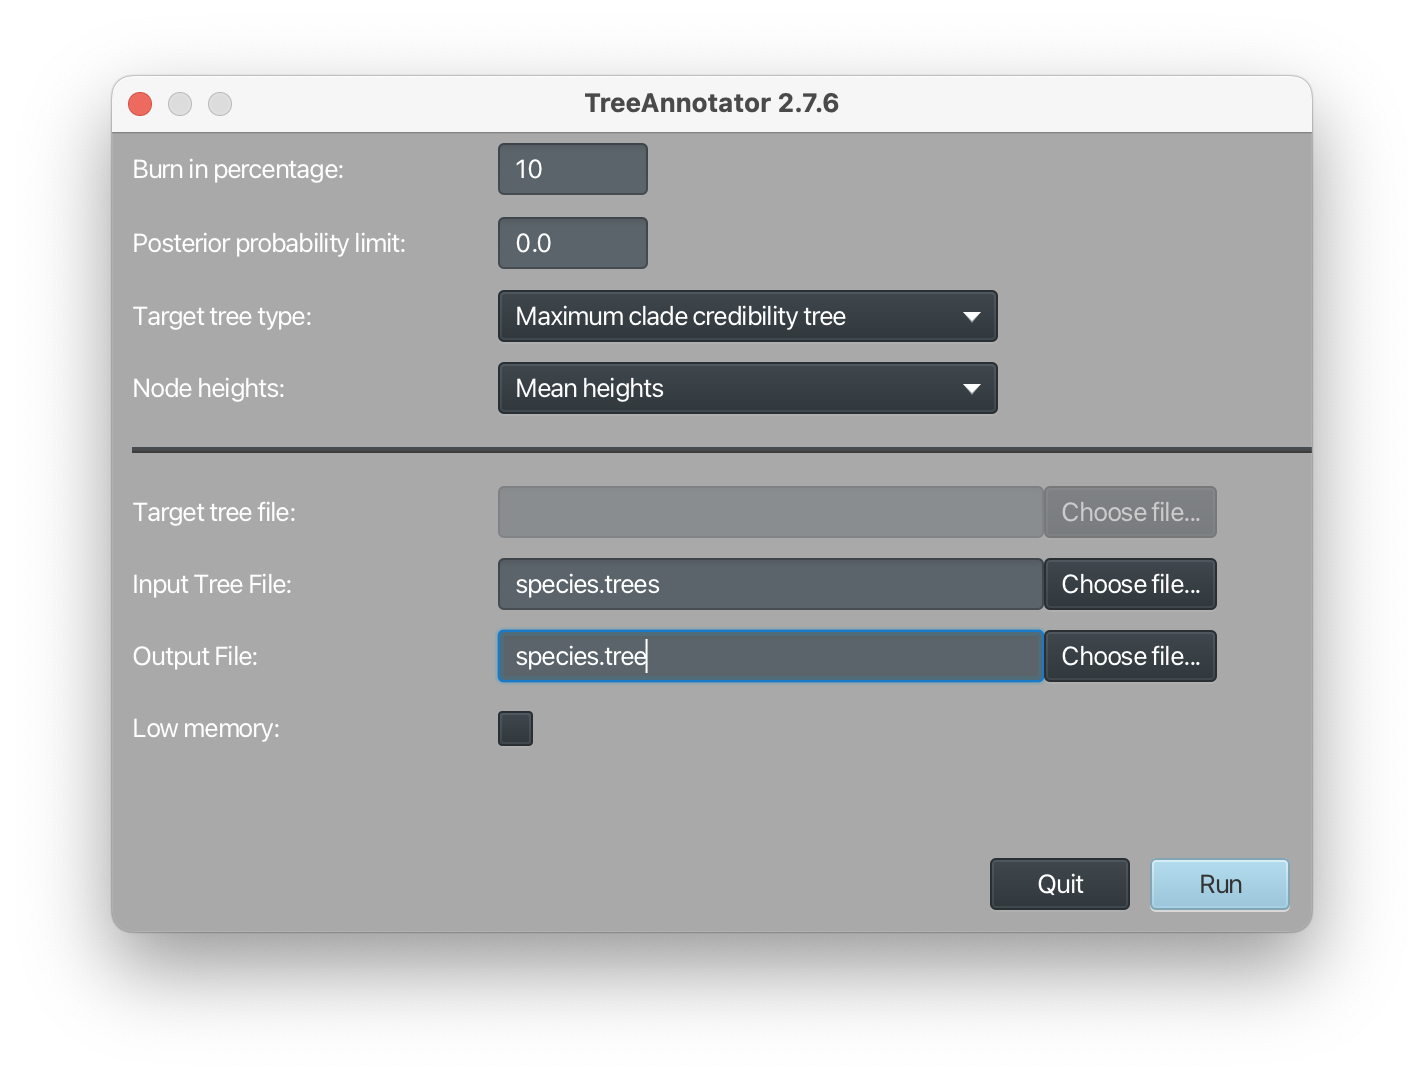 TreeAnnotator 2.7.6
Burn in percentage: 10
Posterior probability limit: 0.0
Target tree type: Maximum clade credibility tree
Node heights: Mean heights
Target tree file: Choose file...
Input Tree File: species.trees Choose file...
Output File: species.tree Choose file...
Low memory:
Quit Run